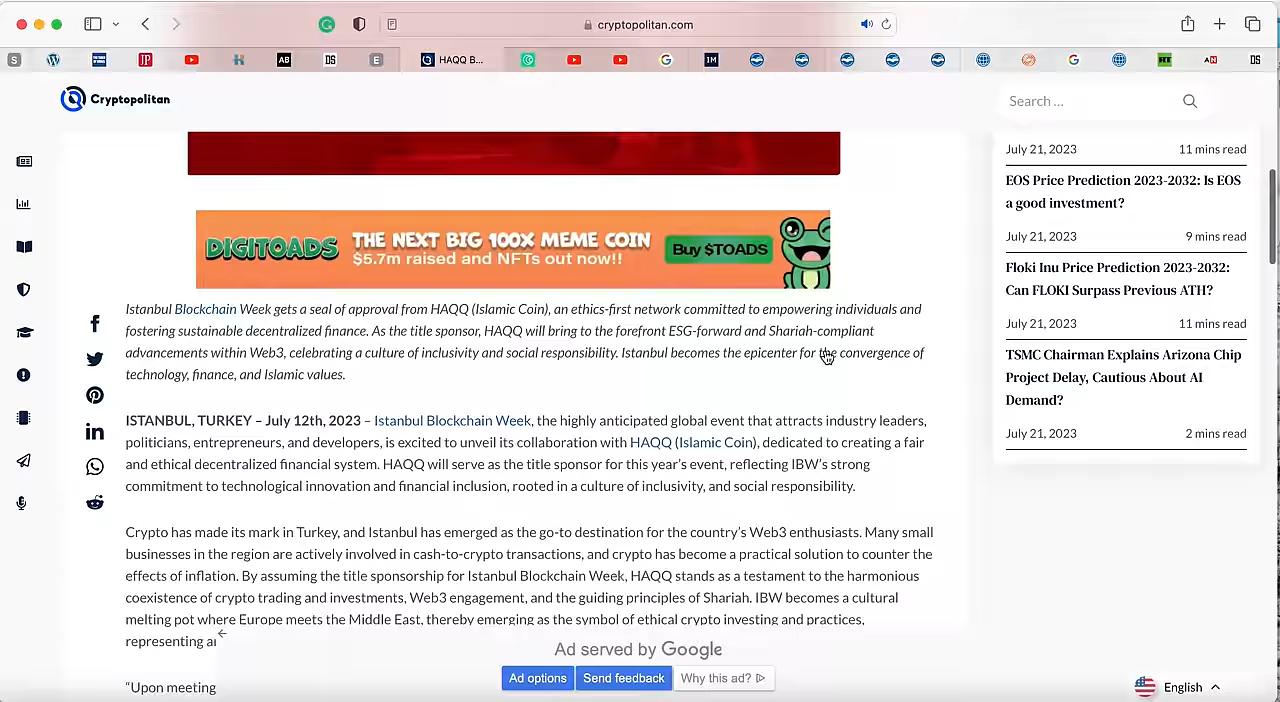 cryptopolitan.com
S
JP
AB
DS
E
HAQQ B...
IM
RT
DS
Cryptopolitan
Search ...
DIGITOADS
THE NEXT BIG 100X MEME COIN
$5.7m raised and NFTs out now!!
Buy $TOADS
Istanbul Blockchain Week gets a seal of approval from HAQQ (Islamic Coin), an ethics-first network committed to empowering individuals and
fostering sustainable decentralized finance. As the title sponsor, HAQQ will bring to the forefront ESG-forward and Shariah-compliant
advancements within Web3, celebrating a culture of inclusivity and social responsibility. Istanbul becomes the epicenter for the convergence of
technology, finance, and Islamic values.
ISTANBUL, TURKEY – July 12th, 2023 – Istanbul Blockchain Week, the highly anticipated global event that attracts industry leaders,
politicians, entrepreneurs, and developers, is excited to unveil its collaboration with HAQQ (Islamic Coin), dedicated to creating a fair
and ethical decentralized financial system. HAQQ will serve as the title sponsor for this year's event, reflecting IBW's strong
commitment to technological innovation and financial inclusion, rooted in a culture of inclusivity, and social responsibility.
Crypto has made its mark in Turkey, and Istanbul has emerged as the go-to destination for the country's Web3 enthusiasts. Many small
businesses in the region are actively involved in cash-to-crypto transactions, and crypto has become a practical solution to counter the
effects of inflation. By assuming the title sponsorship for Istanbul Blockchain Week, HAQQ stands as a testament to the harmonious
coexistence of crypto trading and investments, Web3 engagement, and the guiding principles of Shariah. IBW becomes a cultural
melting pot where Europe meets the Middle East, thereby emerging as the symbol of ethical crypto investing and practices,
representing
"Upon meeting
July 21, 2023 11 mins read
EOS Price Prediction 2023-2032: Is EOS
a good investment?
July 21, 2023 9 mins read
Floki Inu Price Prediction 2023-2032:
Can FLOKI Surpass Previous ATH?
July 21, 2023 11 mins read
TSMC Chairman Explains Arizona Chip
Project Delay, Cautious About AI
Demand?
July 21, 2023 2 mins read
Ad served by Google
Ad options
Send feedback
Why this ad?
English